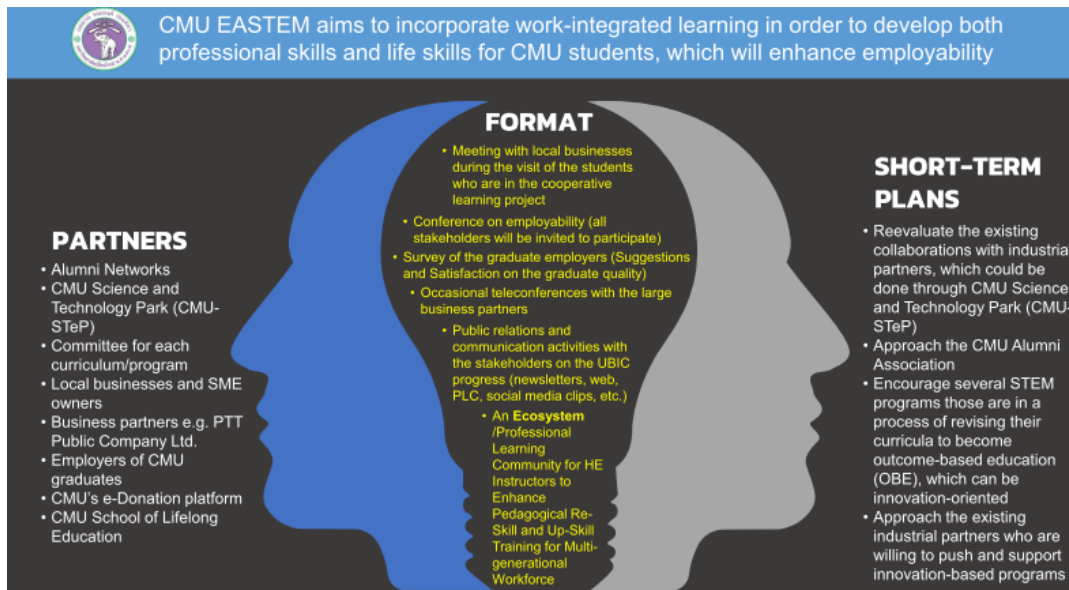 CMU EASTEM aims to incorporate work-integrated learning in order to develop both
professional skills and life skills for CMU students, which will enhance employability
PARTNERS
• Alumni Networks
• CMU Science and
Technology Park (CMU-
STeP)
• Committee for each
curriculum/program
• Local businesses and SME
owners
• Business partners e.g. PTT
Public Company Ltd.
• Employers of CMU
graduates
• CMU's e-Donation platform
• CMU School of Lifelong
Education
FORMAT
• Meeting with local businesses
during the visit of the students
who are in the cooperative
learning project
• Conference on employability (all
stakeholders will be invited to participate)
• Survey of the graduate employers (Suggestions
and Satisfaction on the graduate quality)
• Occasional teleconferences with the large
business partners
• Public relations and
communication activities with
the stakeholders on the UBIC
progress (newsletters, web,
PLC, social media clips, etc.)
• An Ecosystem
/Professional
Learning
Community for HE
Instructors to
Enhance
Pedagogical Re-
Skill and Up-Skill
Training for Multi-
generational
Workforce
SHORT-TERM
PLANS
• Reevaluate the existing
collaborations with industria
partners, which could be
done through CMU Science
and Technology Park (CMU-
STeP)
• Approach the CMU Alumni
Association
• Encourage several STEM
programs those are in a
process of revising their
curricula to become
outcome-based education
(OBE), which can be
innovation-oriented
• Approach the existing
industrial partners who are
willing to push and support
innovation-based programs